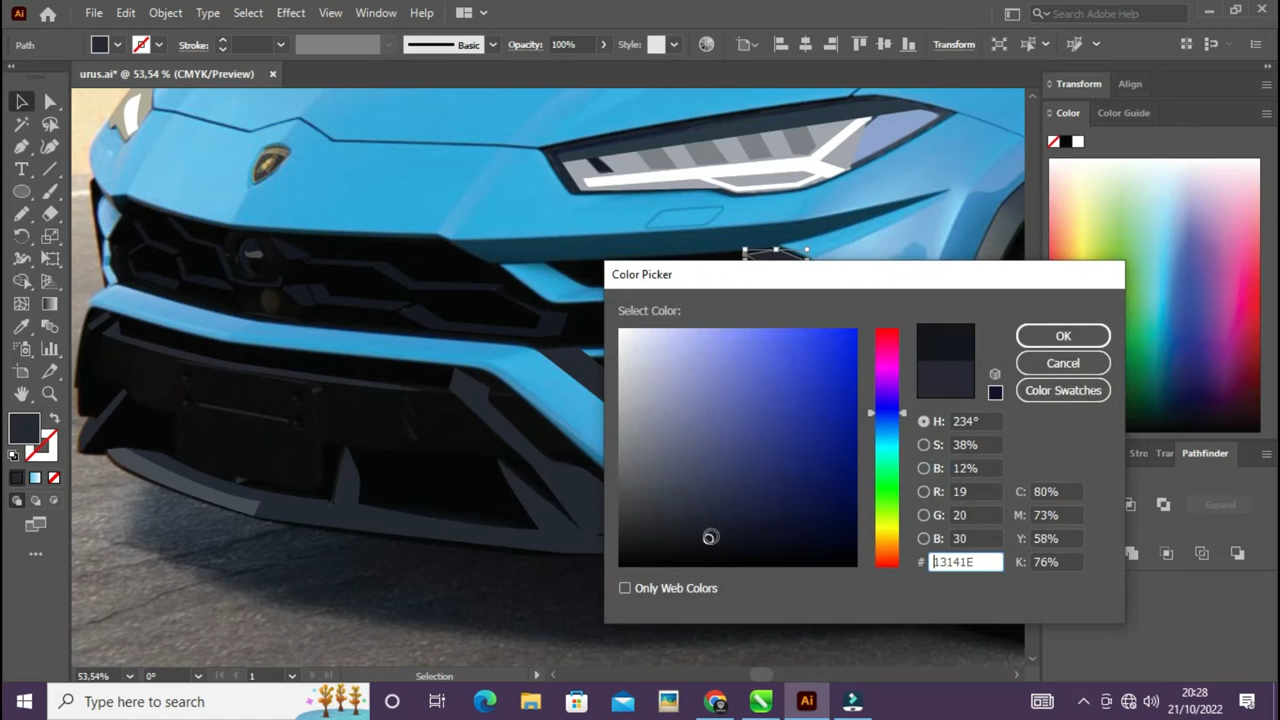 Ai
File Edit Object Type Select Effect View Window Help
Search Adobe Help
Path
Stroke:
Basic
Opacity: 100%
Style:
Transform
urus.ai* @ 53,54 % (CMYK/Preview)
Transform Align
Color Color Guide
Color Picker
Select Color:
OK
Cancel
Color Swatches
H: 234°
S: 38%
B: 12%
R: 19 C: 80%
G: 20 M: 73%
B: 30 Y: 58%
# 13141E K: 76%
Only Web Colors
Stro Trar Pathfinder
Expand
53,54% 0° 1 Selection
Type here to search
Ai
20:28
21/10/2022